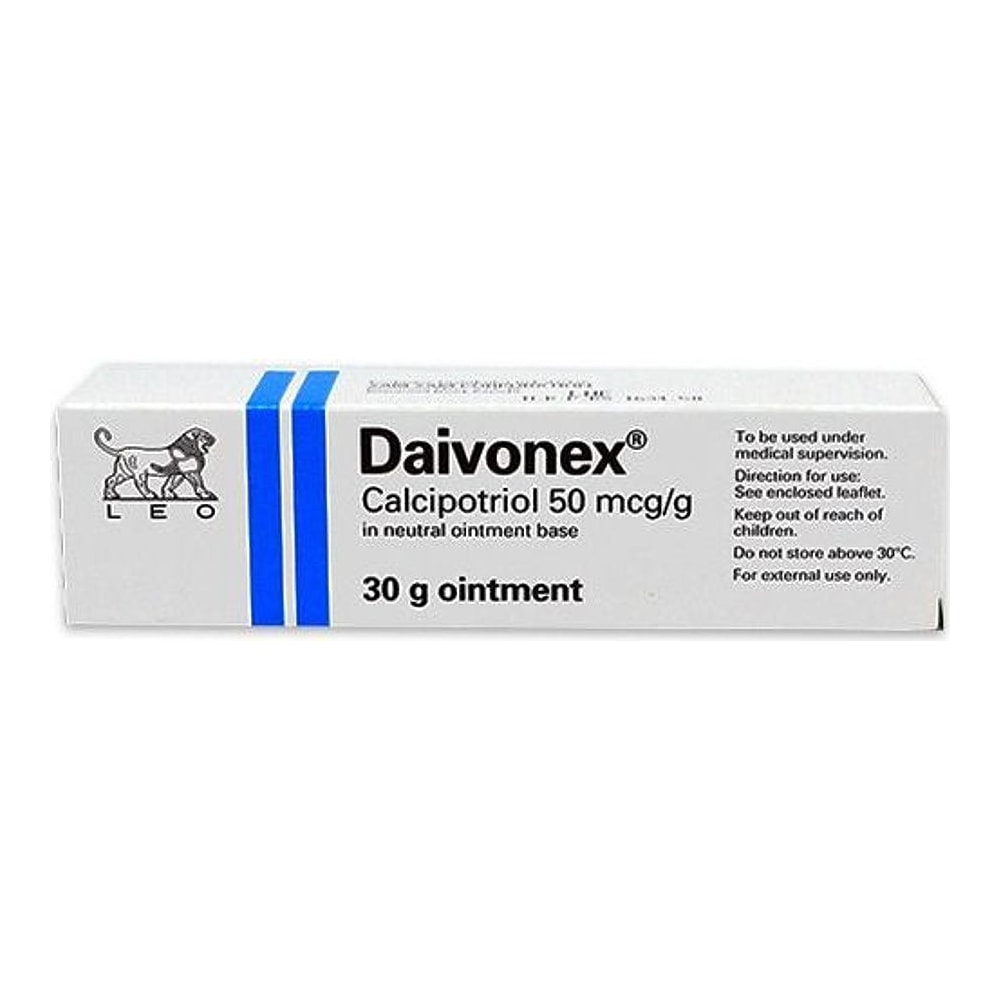 LEO
Daivonex®
Calcipotriol 50 mcg/g
in neutral ointment base
30 g ointment
To be used under
medical supervision.
Direction for use:
See enclosed leaflet.
Keep out of reach of
children.
Do not store above 30°C.
For external use only.